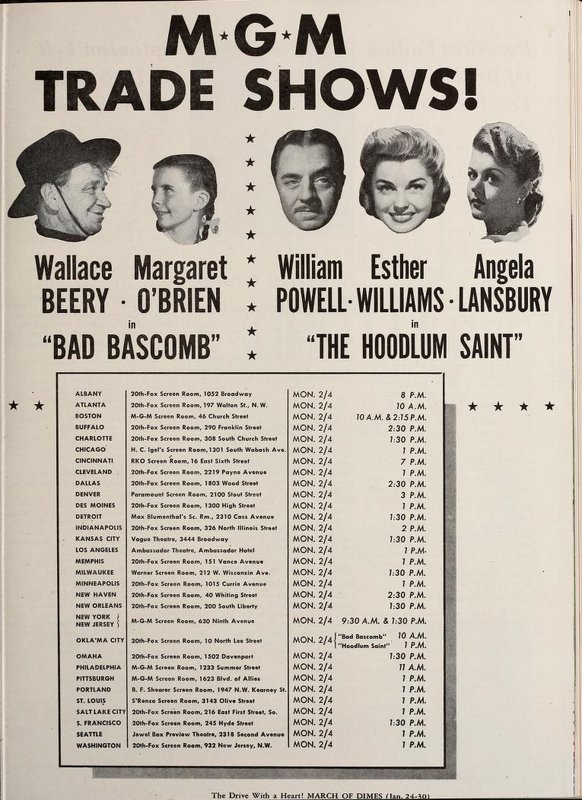 M★G★M
TRADE SHOWS!
Wallace BEERY · Margaret O'BRIEN
in
"BAD BASCOMB"
William POWELL · Esther WILLIAMS · Angela LANSBURY
in
"THE HOODLUM SAINT"
ALBANY 20th-Fox Screen Room, 1052 Broadway MON. 2/4 8 P.M.
ATLANTA 20th-Fox Screen Room, 197 Walton St., N.W. MON. 2/4 10 A.M.
BOSTON M-G-M Screen Room, 46 Church Street MON. 2/4 10 A.M. & 2:15 P.M.
BUFFALO 20th-Fox Screen Room, 290 Franklin Street MON. 2/4 2:30 P.M.
CHARLOTTE 20th-Fox Screen Room, 308 South Church Street MON. 2/4 1:30 P.M.
CHICAGO H. C. Igel's Screen Room, 1301 South Wabash Ave. MON. 2/4 1 P.M.
CINCINNATI RKO Screen Room, 16 East Sixth Street MON. 2/4 7 P.M.
CLEVELAND 20th-Fox Screen Room, 2219 Payne Avenue MON. 2/4 1 P.M.
DALLAS 20th-Fox Screen Room, 1803 Wood Street MON. 2/4 2:30 P.M.
DENVER Paramount Screen Room, 2100 Stout Street MON. 2/4 3 P.M.
DES MOINES 20th-Fox Screen Room, 1300 High Street MON. 2/4 1 P.M.
DETROIT Max Blumenthal's Sc. Rm., 2310 Cass Avenue MON. 2/4 1:30 P.M.
INDIANAPOLIS 20th-Fox Screen Room, 326 North Illinois Street MON. 2/4 2 P.M.
KANSAS CITY Vogue Theatre, 3444 Broadway MON. 2/4 1:30 P.M.
LOS ANGELES Ambassador Theatre, Ambassador Hotel MON. 2/4 1 P.M.
MEMPHIS 20th-Fox Screen Room, 151 Vance Avenue MON. 2/4 1 P.M.
MILWAUKEE Warner Screen Room, 212 W. Wisconsin Ave. MON. 2/4 1:30 P.M.
MINNEAPOLIS 20th-Fox Screen Room, 1015 Currie Avenue MON. 2/4 1 P.M.
NEW HAVEN 20th-Fox Screen Room, 40 Whiting Street MON. 2/4 2:30 P.M.
NEW ORLEANS 20th-Fox Screen Room, 200 South Liberty MON. 2/4 1:30 P.M.
NEW YORK
NEW JERSEY } M-G-M Screen Room, 630 Ninth Avenue MON. 2/4 9:30 A.M. & 1:30 P.M.
OKLA'MA CITY 20th-Fox Screen Room, 10 North Lee Street MON. 2/4 { "Bad Bascomb" 10 A.M.
"Hoodlum Saint" 1 P.M.
OMAHA 20th-Fox Screen Room, 1502 Davenport MON. 2/4 1:30 P.M.
PHILADELPHIA M-G-M Screen Room, 1233 Summer Street MON. 2/4 11 A.M.
PITTSBURGH M-G-M Screen Room, 1623 Blvd. of Allies MON. 2/4 1 P.M.
PORTLAND B. F. Shearer Screen Room, 1947 N.W. Kearney St. MON. 2/4 1 P.M.
ST. LOUIS S'Renco Screen Room, 3143 Olive Street MON. 2/4 1 P.M.
SALT LAKE CITY 20th-Fox Screen Room, 216 East First Street, So. MON. 2/4 1 P.M.
S. FRANCISCO 20th-Fox Screen Room, 245 Hyde Street MON. 2/4 1:30 P.M.
SEATTLE Jewel Box Preview Theatre, 2318 Second Avenue MON. 2/4 1 P.M.
WASHINGTON 20th-Fox Screen Room, 932 New Jersey, N.W. MON. 2/4 1 P.M.
The Drive With a Heart! MARCH OF DIMES (Jan. 24-30)